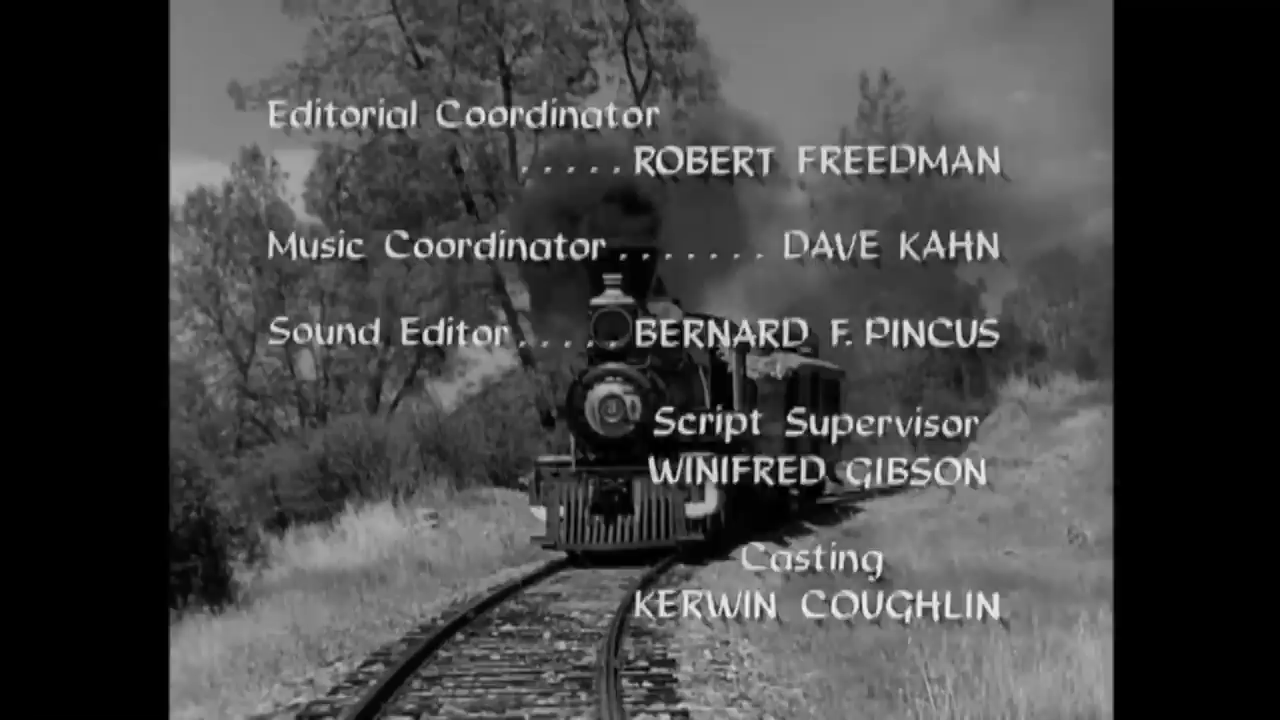 Editorial Coordinator
.....ROBERT FREEDMAN
Music Coordinator.......DAVE KAHN
Sound Editor.....BERNARD F. PINCUS
Script Supervisor
WINIFRED GIBSON
Casting
KERWIN COUGHLIN